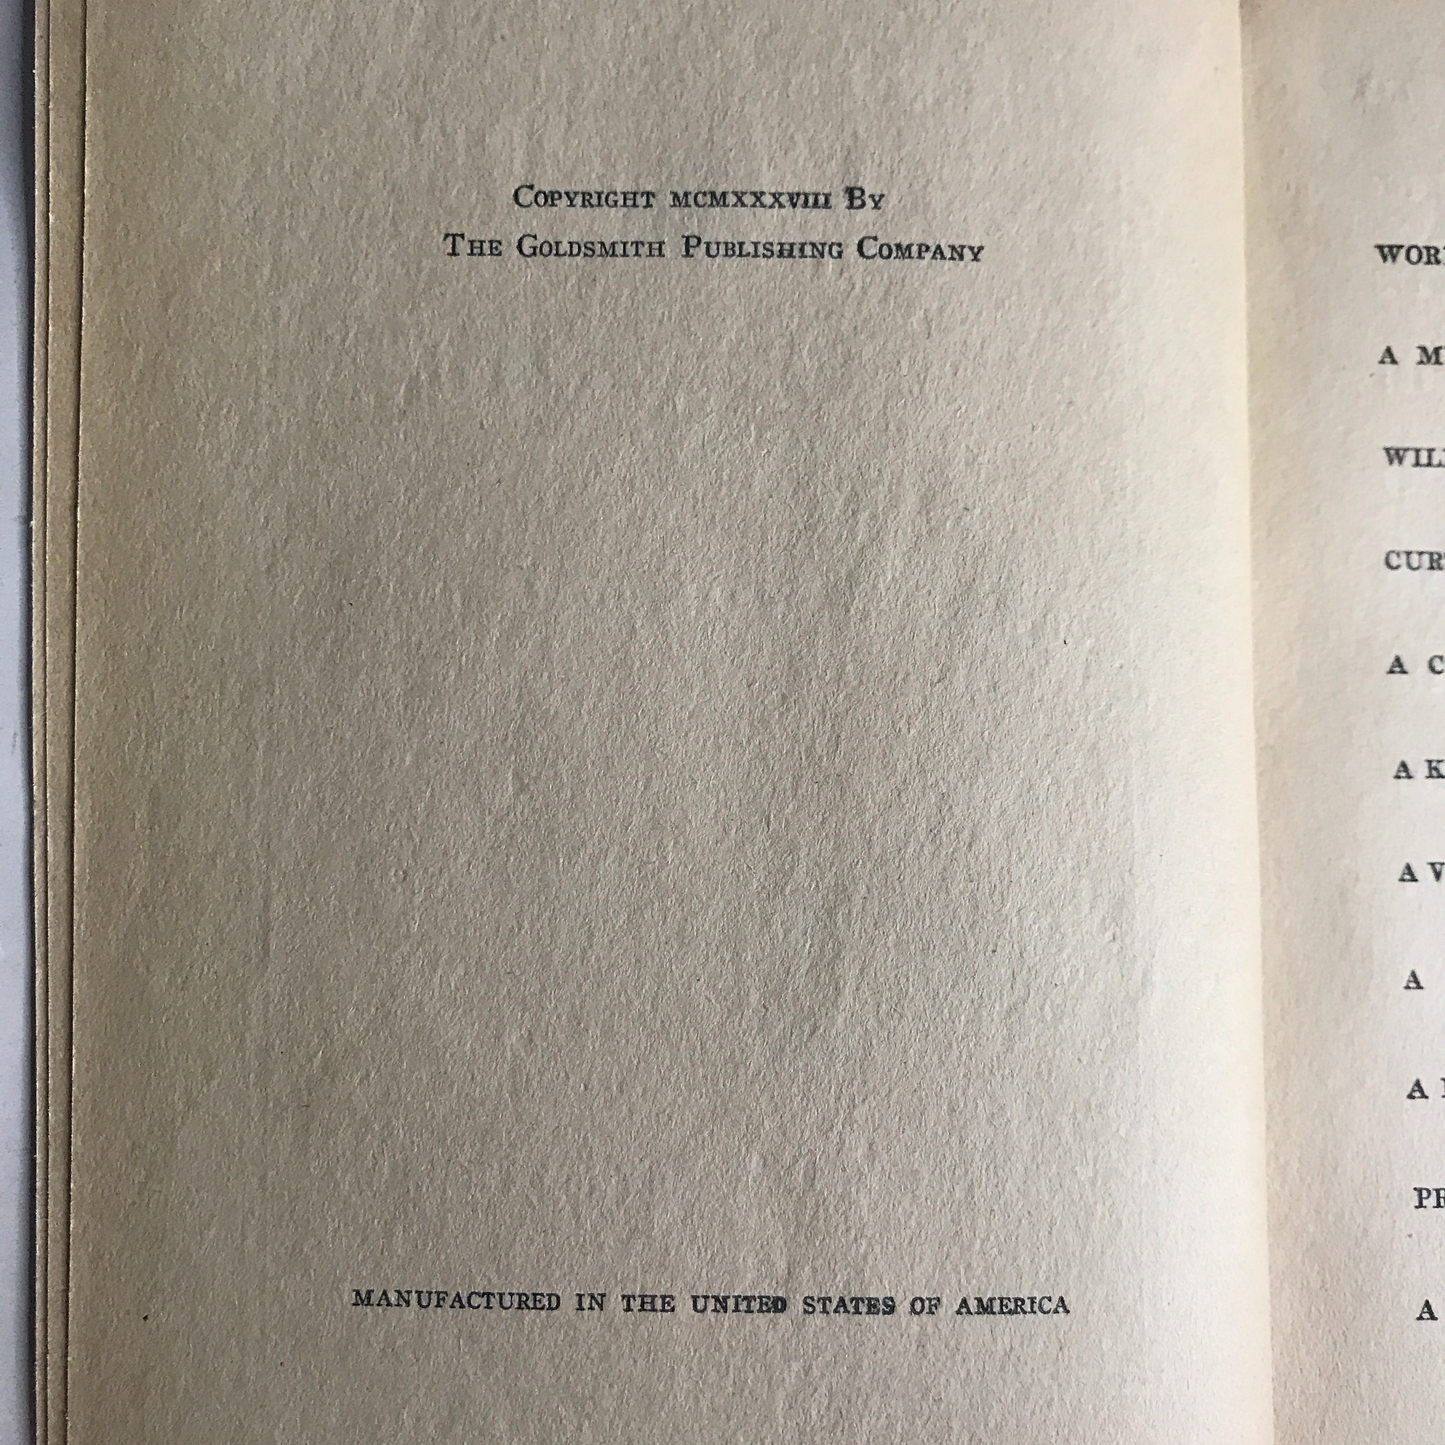 Copyright MCMXXXVIII By
The Goldsmith Publishing Company
MANUFACTURED IN THE UNITED STATES OF AMERICA
A
A
A
A
A
A
A